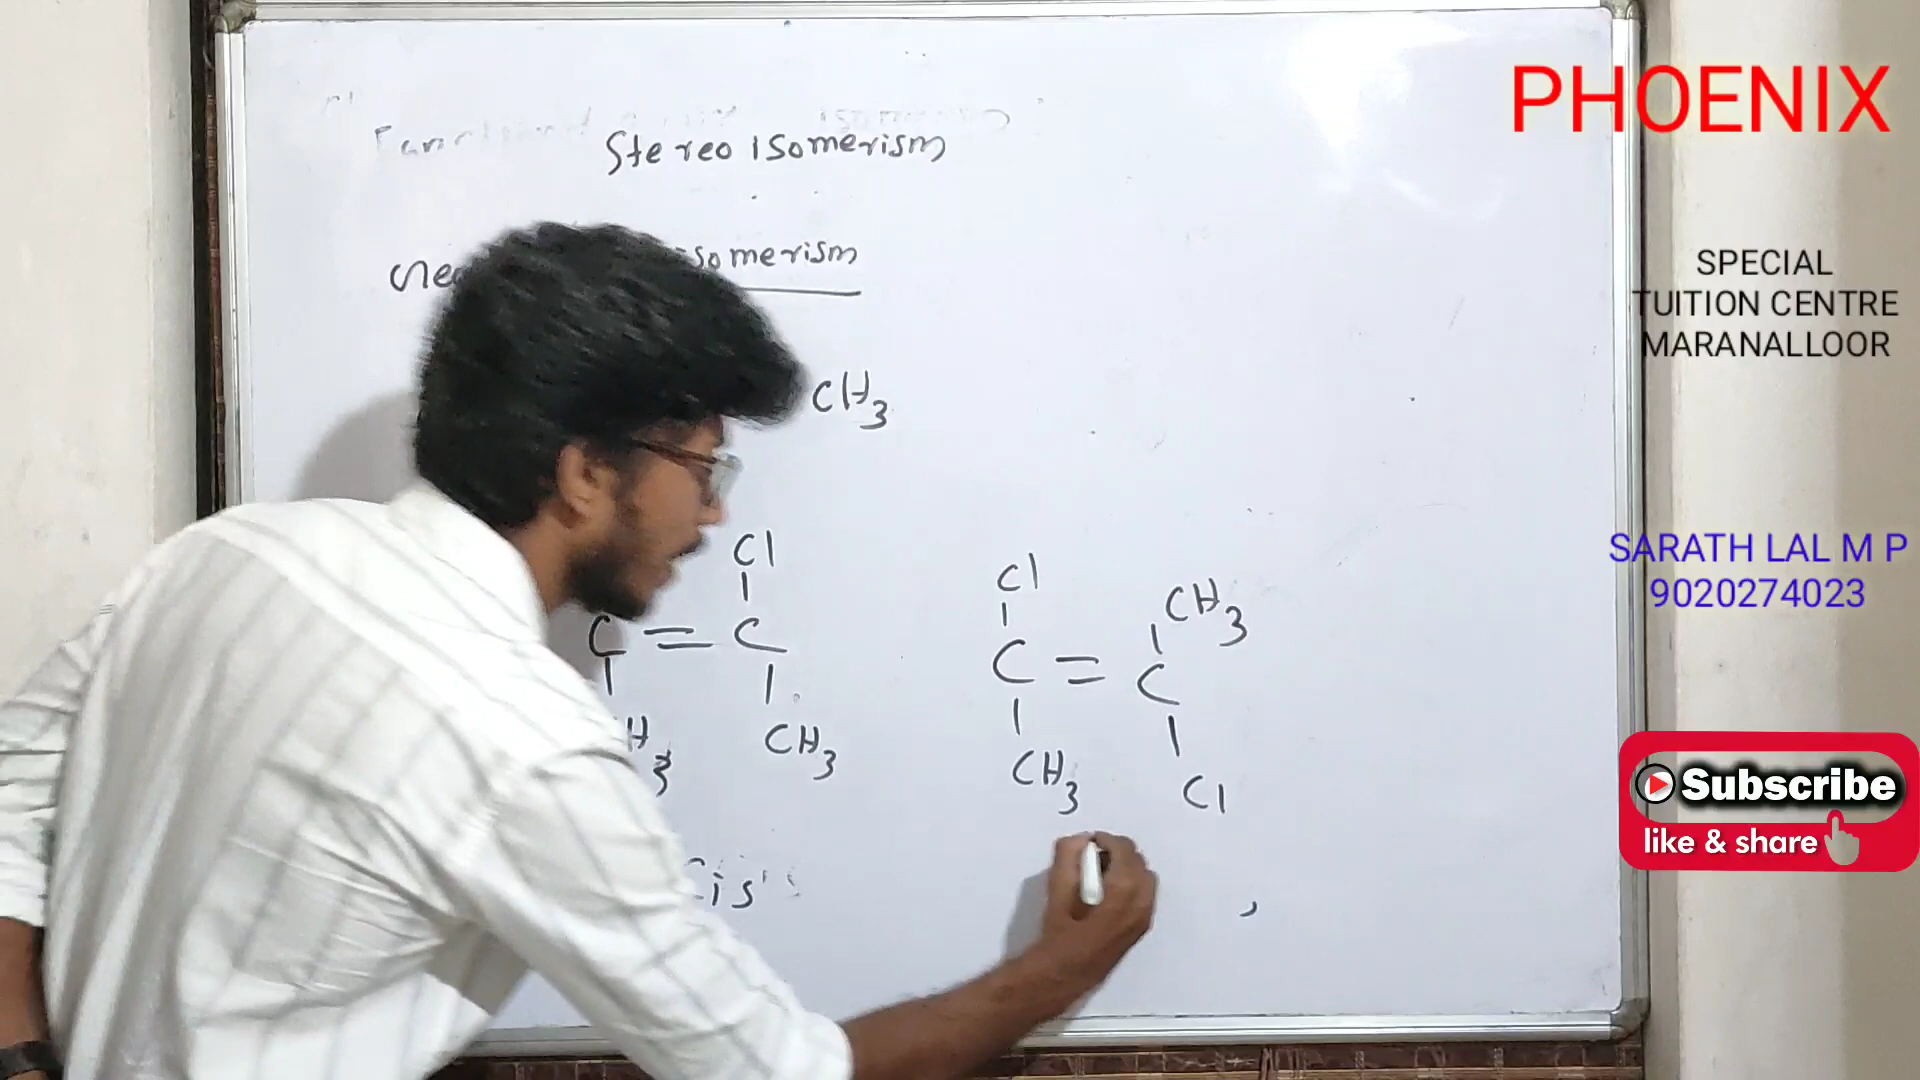 Stereo isomerism
somerism
CH3
Cl
C = C
CH3
Cl
CH3
C = C
CH3
Cl
Cis
PHOENIX
SPECIAL
TUITION CENTRE
MARANALLOOR
SARATH LAL M P
9020274023
Subscribe
like & share